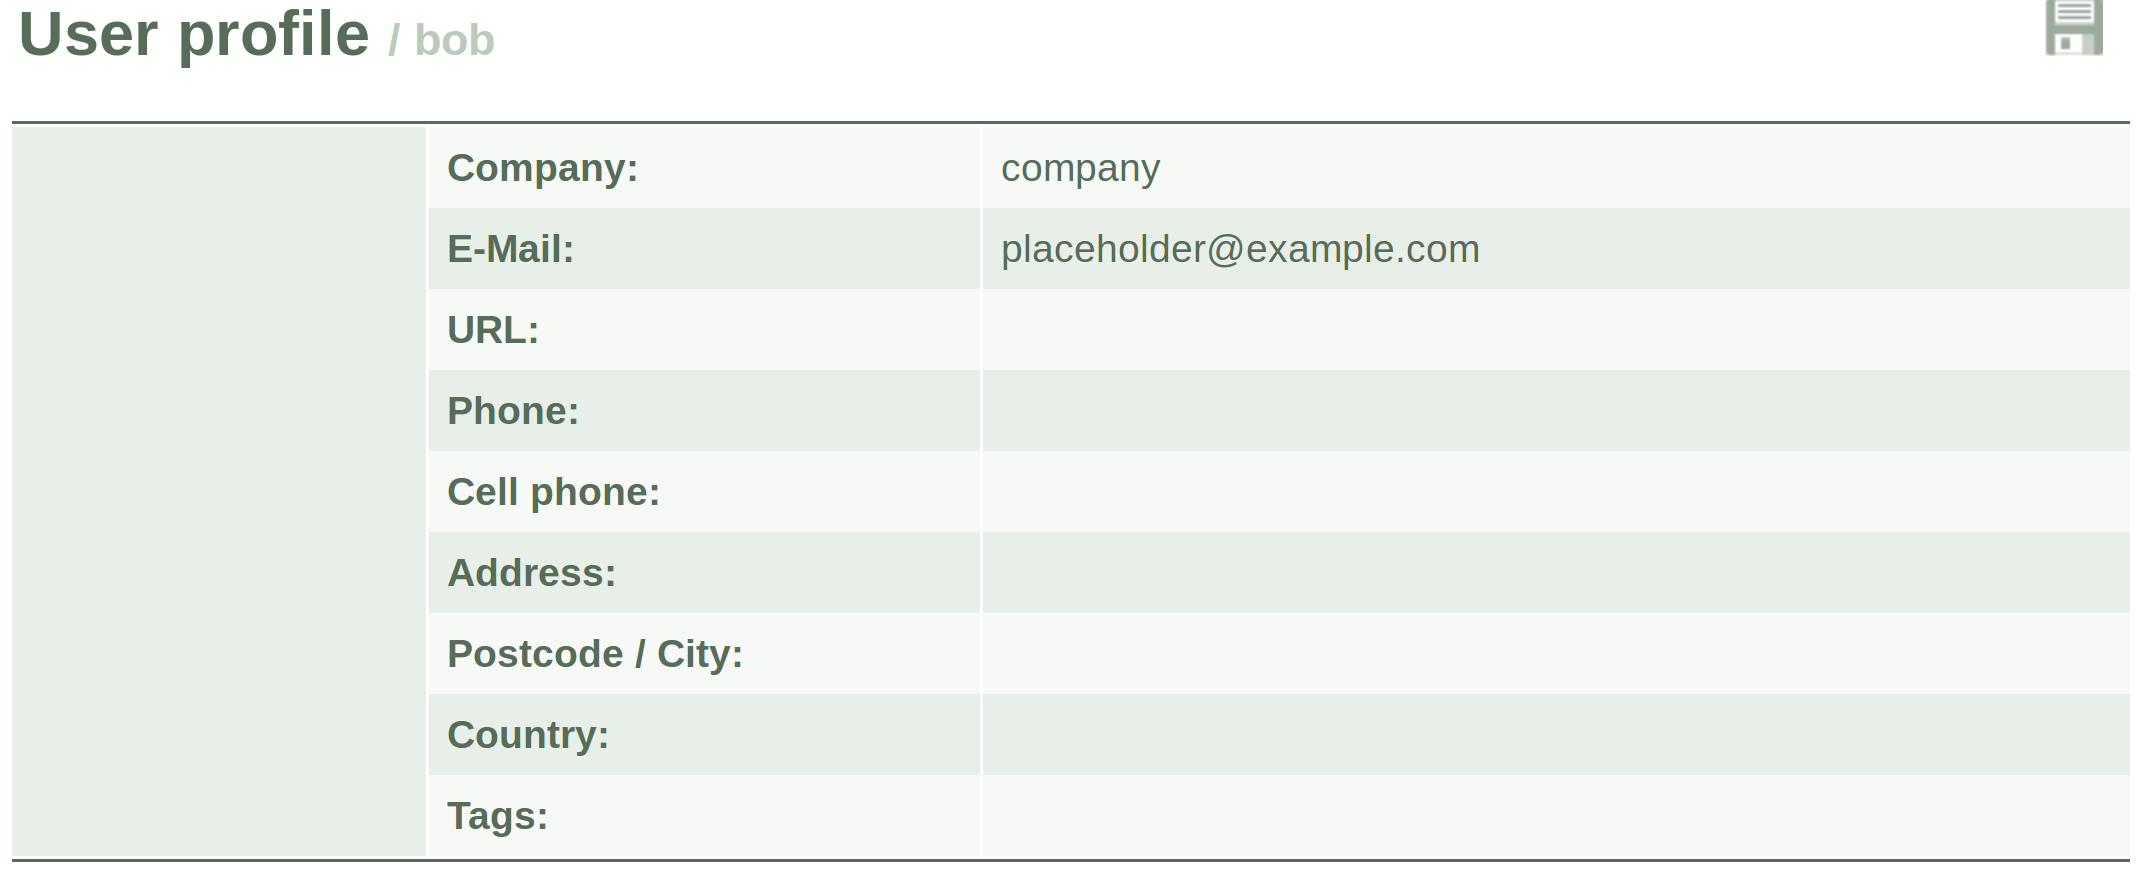 User profile / bob
Company: company
E-Mail: placeholder@example.com
URL:
Phone:
Cell phone:
Address:
Postcode / City:
Country:
Tags: